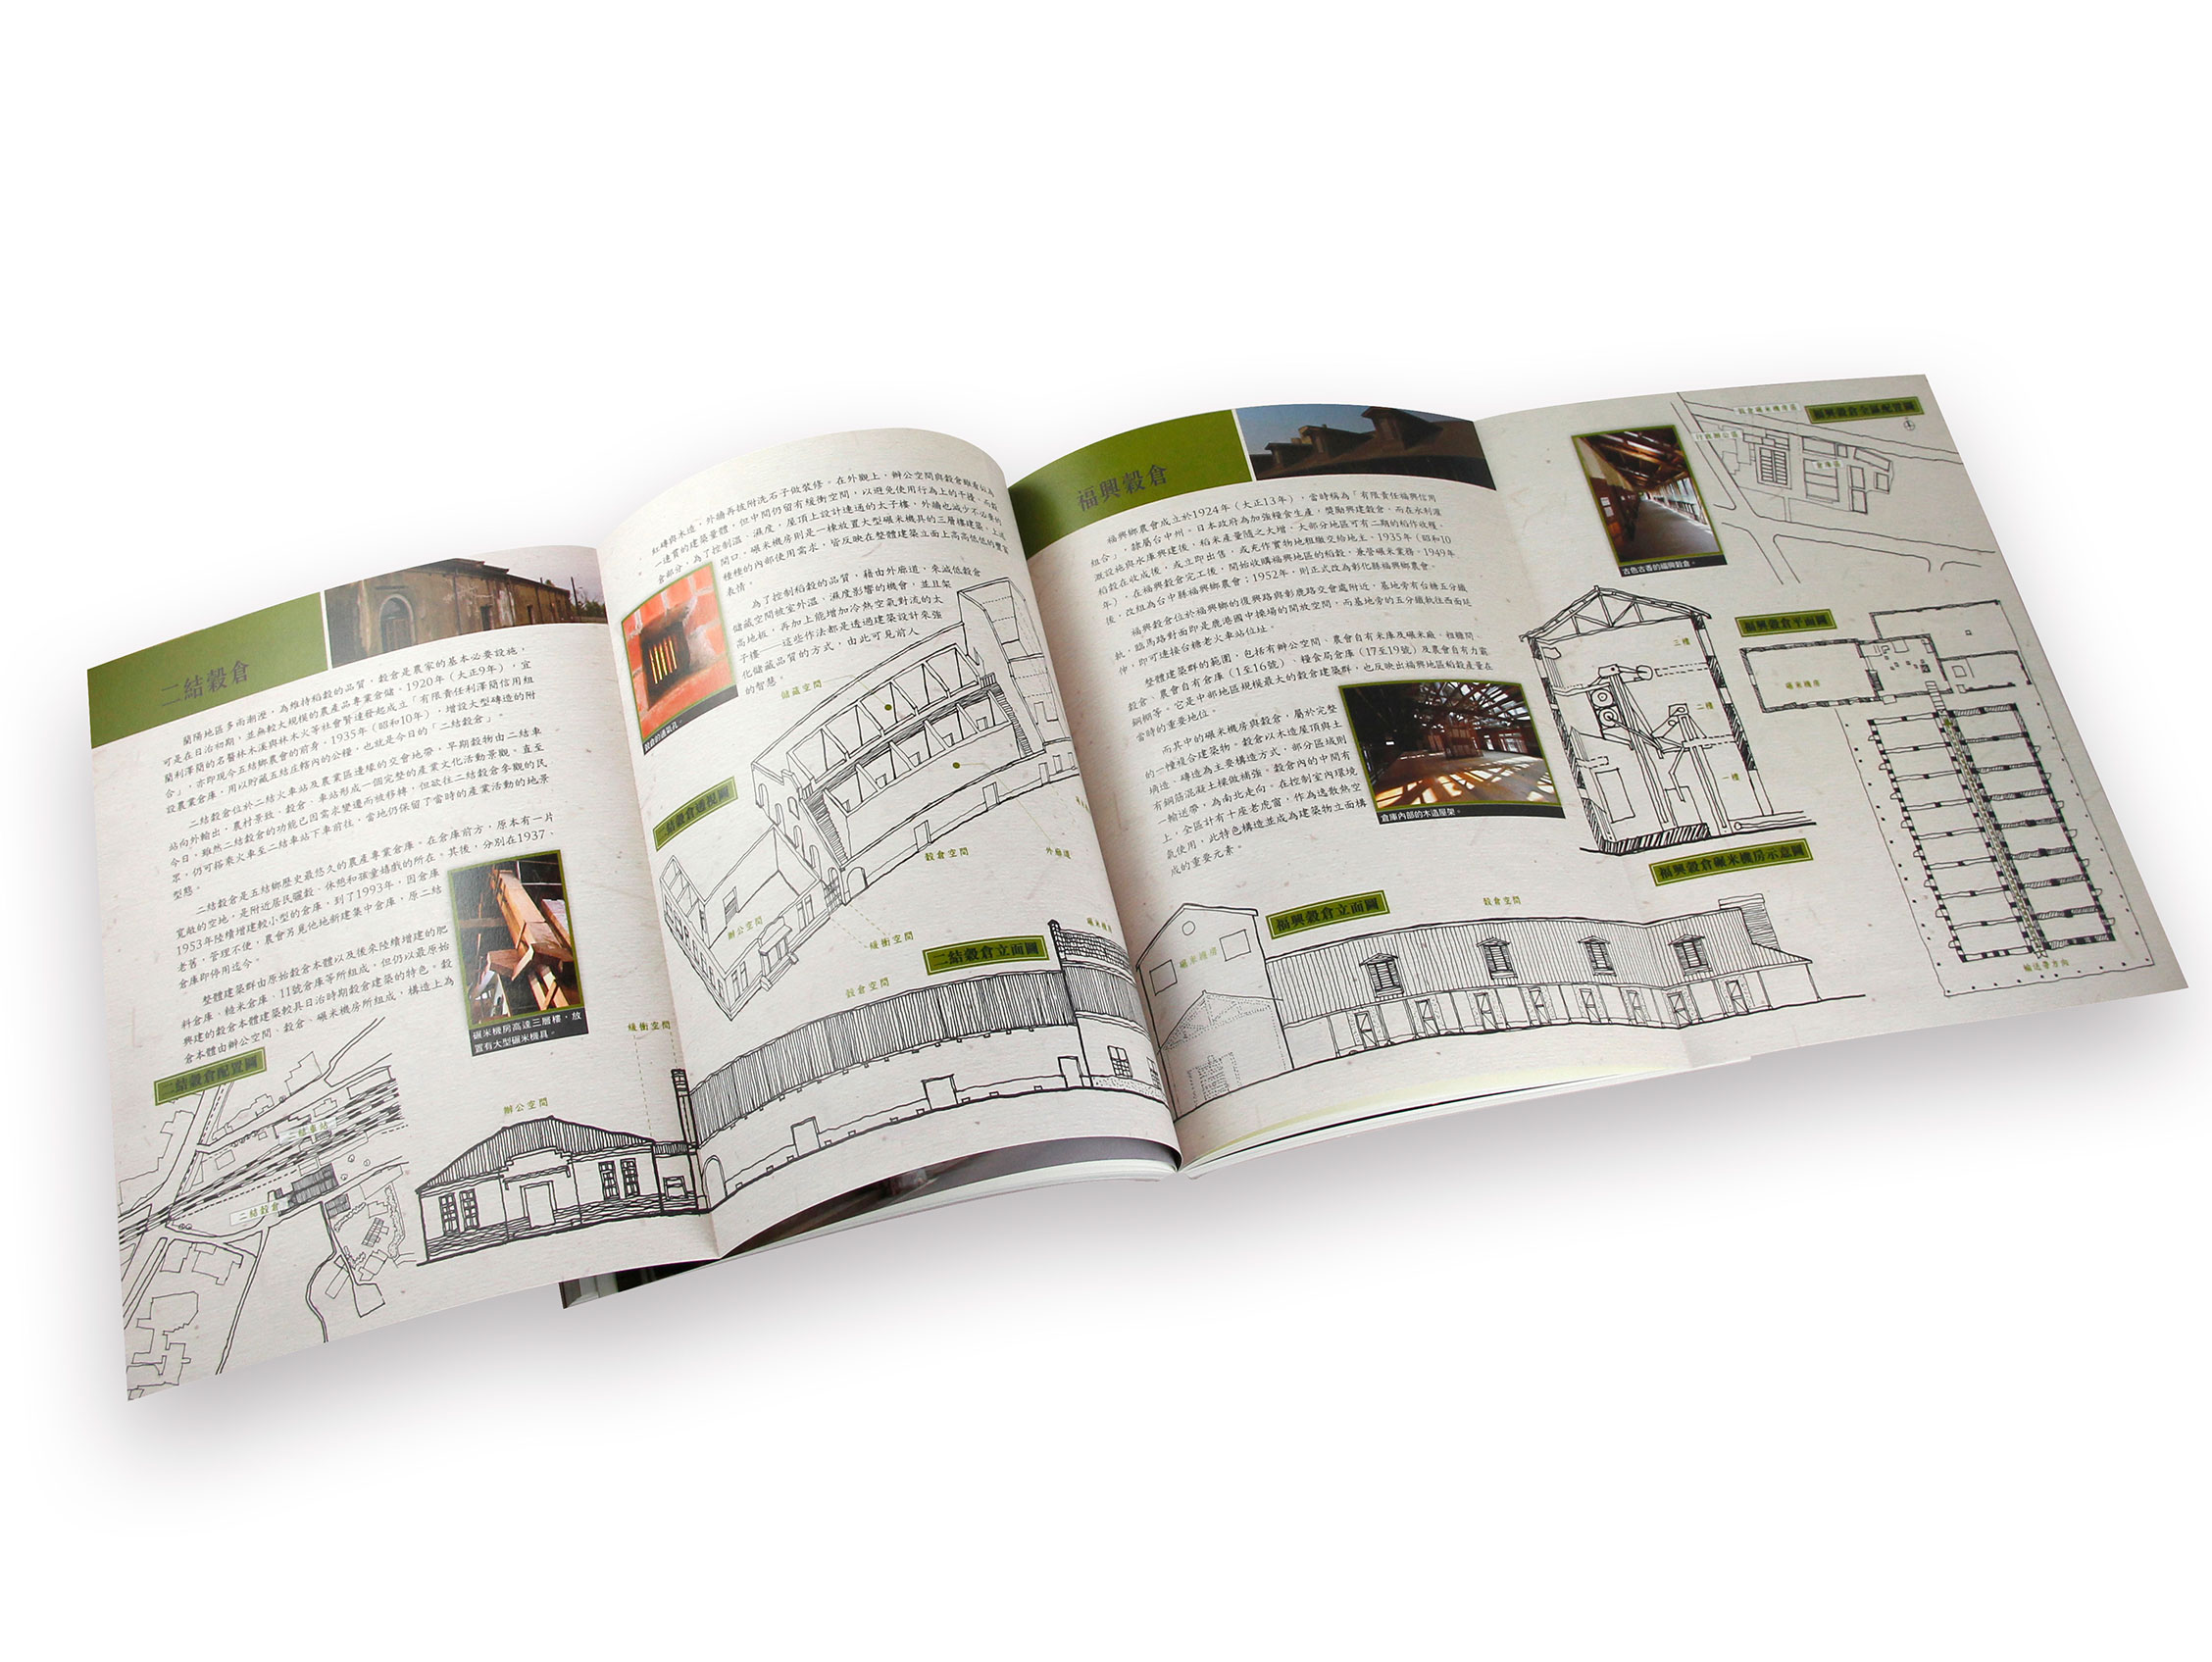 二結穀倉
蘭陽地區多雨潮溼，為維持稻穀的品質，穀倉是農家的基本必要設施，
可是在日治初期，並無較大規模的農產品專業倉儲。1920年（大正9年），宜
蘭利澤簡的名醫林木溪與林木火等社會賢達發起成立「有限責任利澤簡信用組
合」，亦即現今五結鄉農會的前身。1935年（昭和10年），增設大型磚造的附
設農業倉庫，用以貯藏五結庄轄內的公糧，也就是今日的「二結穀倉」。
二結穀倉位於二結火車站及農業區邊緣的交會地帶，早期穀物由二結車
站向外輸出，農村景致、穀倉、車站形成一個完整的產業文化活動景觀。直至
今日，雖然二結穀倉的功能已因需求變遷而被移轉，但欲往二結穀倉參觀的民
眾，仍可搭乘火車至二結車站下車前往，當地仍保留了當時的產業活動的地景
型態。
二結穀倉是五結鄉歷史最悠久的農產專業倉庫。在倉庫前方，原本有一片
寬敞的空地，是附近居民曬穀、休憩和孩童嬉戲的所在。其後，分別在1937、
1953年陸續增建較小型的倉庫，到了1993年，因倉庫
老舊，管理不便，農會另覓他地新建集中倉庫，原二結
倉庫即停用迄今。
整體建築群由原始穀倉本體以及後來陸續增建的肥
料倉庫、糙米倉庫、11號倉庫等所組成，但仍以最原始
興建的穀倉本體建築較具日治時期穀倉建築的特色。穀
倉本體由辦公空間、穀倉、碾米機房所組成，構造上為
碾米機房高達三層樓，放
置有大型碾米機具。
二結穀倉配置圖
二結車站
二結穀倉
辦公空間
緩衝空間
紅磚與木造，外牆再披附洗石子做裝修。在外觀上，辦公空間與穀倉雖看似為
一連貫的建築量體，但中間仍留有緩衝空間，以避免使用行為上的干擾。而穀
倉部分，為了控制溫、濕度，屋頂上設計連通的太子樓，外牆也減少不必要的
開口。碾米機房則是一棟放置大型碾米機具的三層樓建築。上述
種種的內部使用需求，皆反映在整體建築立面上高高低低的豐富
表情。
為了控制稻穀的品質，藉由外廊道，來減低穀倉
儲藏空間被室外溫、濕度影響的機會，並且架
高地板，再加上能增加冷熱空氣對流的太
子樓——這些作法都是透過建築設計來強
化儲藏品質的方式，由此可見前人
的智慧。
穀倉的通氣孔。
儲藏空間
二結穀倉透視圖
穀倉空間
外廊道
辦公空間
緩衝空間
二結穀倉立面圖
碾米機房
穀倉空間
福興穀倉
福興鄉農會成立於1924年（大正13年），當時稱為「有限責任福興信用
組合」，隸屬台中州。日本政府為加強糧食生產，獎勵興建穀倉，而在水利灌
溉設施與水庫興建後，稻米產量隨之大增，大部分地區可有二期的稻作收穫。
稻穀在收成後，或立即出售，或充作實物地租繳交給地主。1935年（昭和10
年），在福興穀倉完工後，開始收購福興地區的稻穀，兼營碾米業務。1949年
後，改組為台中縣福興鄉農會；1952年，則正式改為彰化縣福興鄉農會。
福興穀倉位於福興鄉的復興路與彰鹿路交會處附近，基地旁有台糖五分鐵
軌，臨馬路對面即是鹿港國中操場的開放空間，而基地旁的五分鐵軌往西面延
伸，即可連接台糖老火車站位址。
整體建築群的範圍，包括有辦公空間、農會自有米庫及碾米廠、粗糠間、
穀倉、農會自有倉庫（1至16號）、糧食局倉庫（17至19號）及農會自有力霸
鋼棚等。它是中部地區規模最大的穀倉建築群，也反映出福興地區稻穀產量在
當時的重要地位。
而其中的碾米機房與穀倉，屬於完整
的一幢複合建築物。穀倉以木造屋頂與土
埆造、磚造為主要構造方式，部分區域則
有鋼筋混凝土樑做補強。穀倉內的中間有
一輸送帶，為南北走向。在控制室內環境
上，全區計有十座老虎窗，作為逸散熱空
氣使用，此特色構造並成為建築物立面構
成的重要元素。
倉庫內部的木造屋架。
福興穀倉立面圖
碾米機房
穀倉空間
古色古香的福興穀倉。
福興穀倉全區配置圖
行政辦公區
倉庫區
三樓
二樓
一樓
福興穀倉碾米機房示意圖
福興穀倉平面圖
碾米機房
輸送帶方向